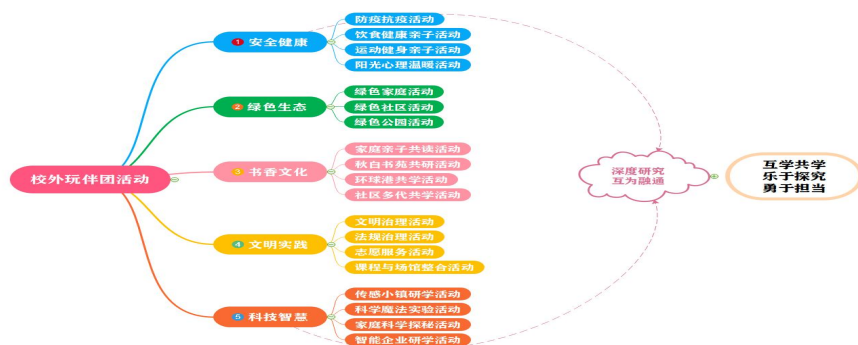 校外玩伴团活动
1 安全健康
防疫抗疫活动
饮食健康亲子活动
运动健身亲子活动
阳光心理温暖活动
2 绿色生态
绿色家庭活动
绿色社区活动
绿色公园活动
3 书香文化
家庭亲子共读活动
秋白书苑共研活动
环球港共学活动
社区多代共学活动
4 文明实践
文明治理活动
法规治理活动
志愿服务活动
课程与场馆整合活动
5 科技智慧
传感小镇研学活动
科学魔法实验活动
家庭科学探秘活动
智能企业研学活动
深度研究
互为融通
互学共学
乐于探究
勇于担当